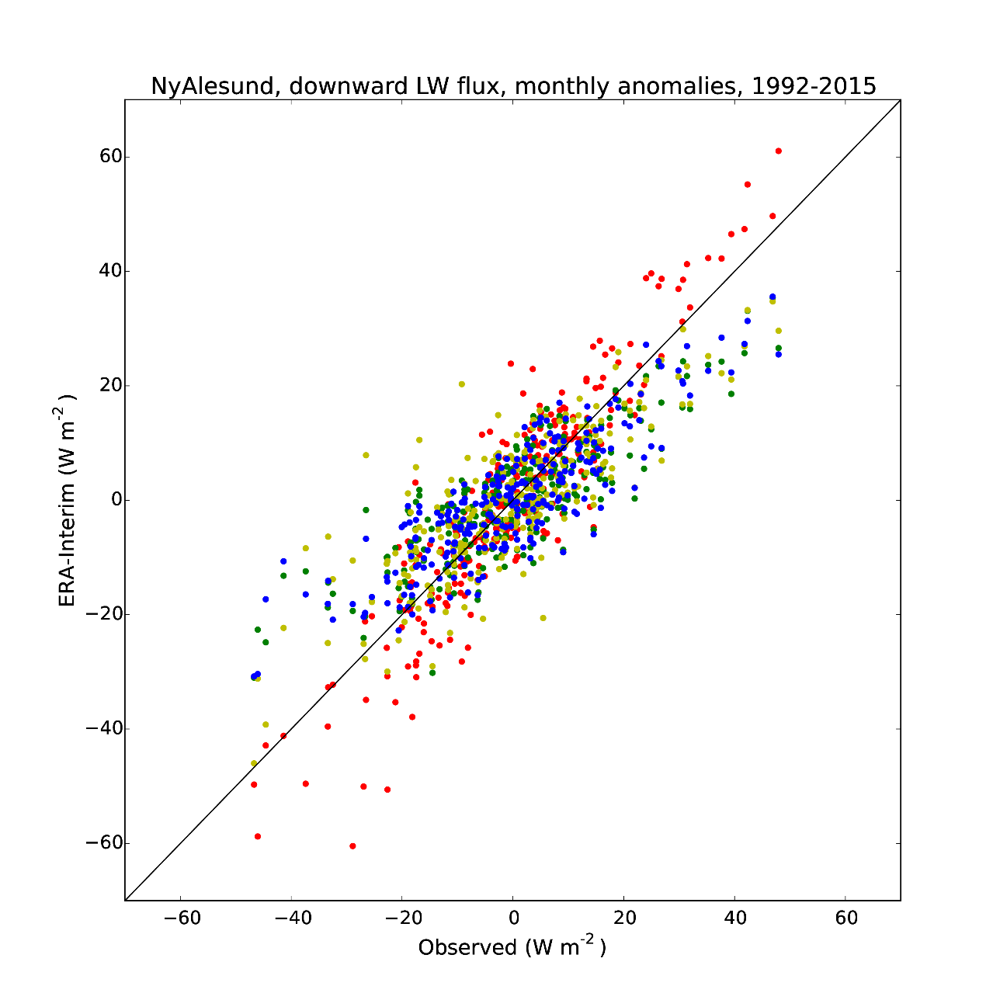 NyAlesund, downward LW flux, monthly anomalies, 1992-2015
60
40
20
0
−20
−40
−60
ERA-Interim (W m-2 )
−60 −40 −20 0 20 40 60
Observed (W m-2 )